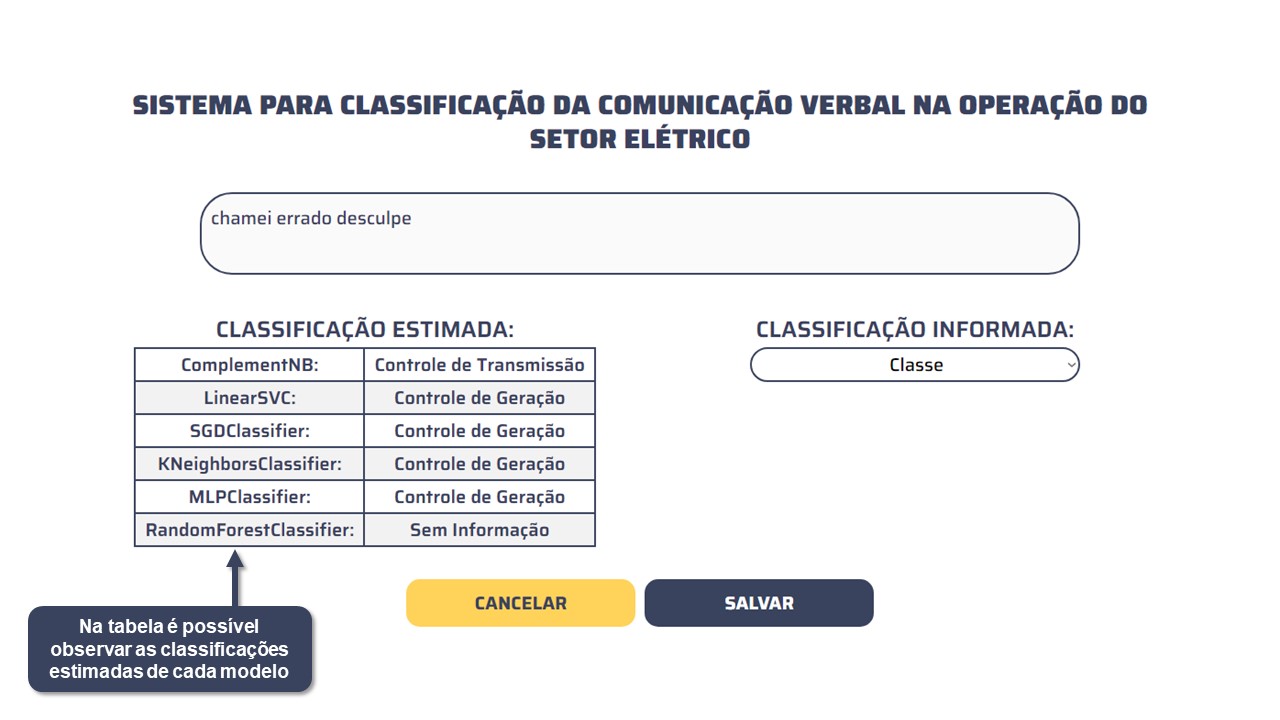 SISTEMA PARA CLASSIFICAÇÃO DA COMUNICAÇÃO VERBAL NA OPERAÇÃO DO
SETOR ELÉTRICO
chamei errado desculpe
CLASSIFICAÇÃO ESTIMADA:
ComplementNB: Controle de Transmissão
LinearSVC: Controle de Geração
SGDClassifier: Controle de Geração
KNeighborsClassifier: Controle de Geração
MLPClassifier: Controle de Geração
RandomForestClassifier: Sem Informação
CLASSIFICAÇÃO INFORMADA:
Classe
CANCELAR
SALVAR
Na tabela é possível
observar as classificações
estimadas de cada modelo